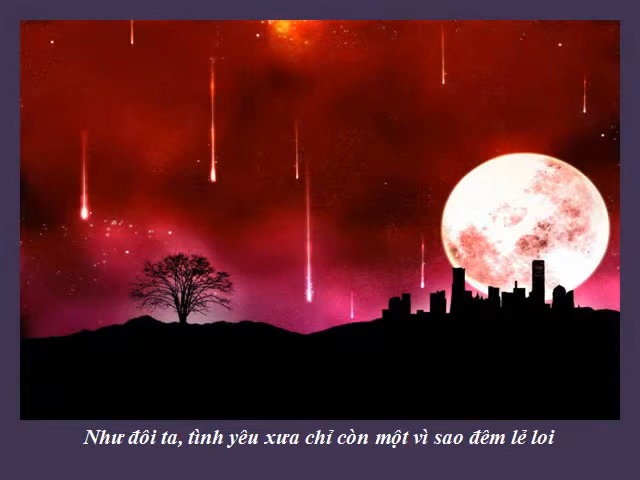 Như đôi ta, tình yêu xưa chỉ còn một vì sao đêm lẻ loi